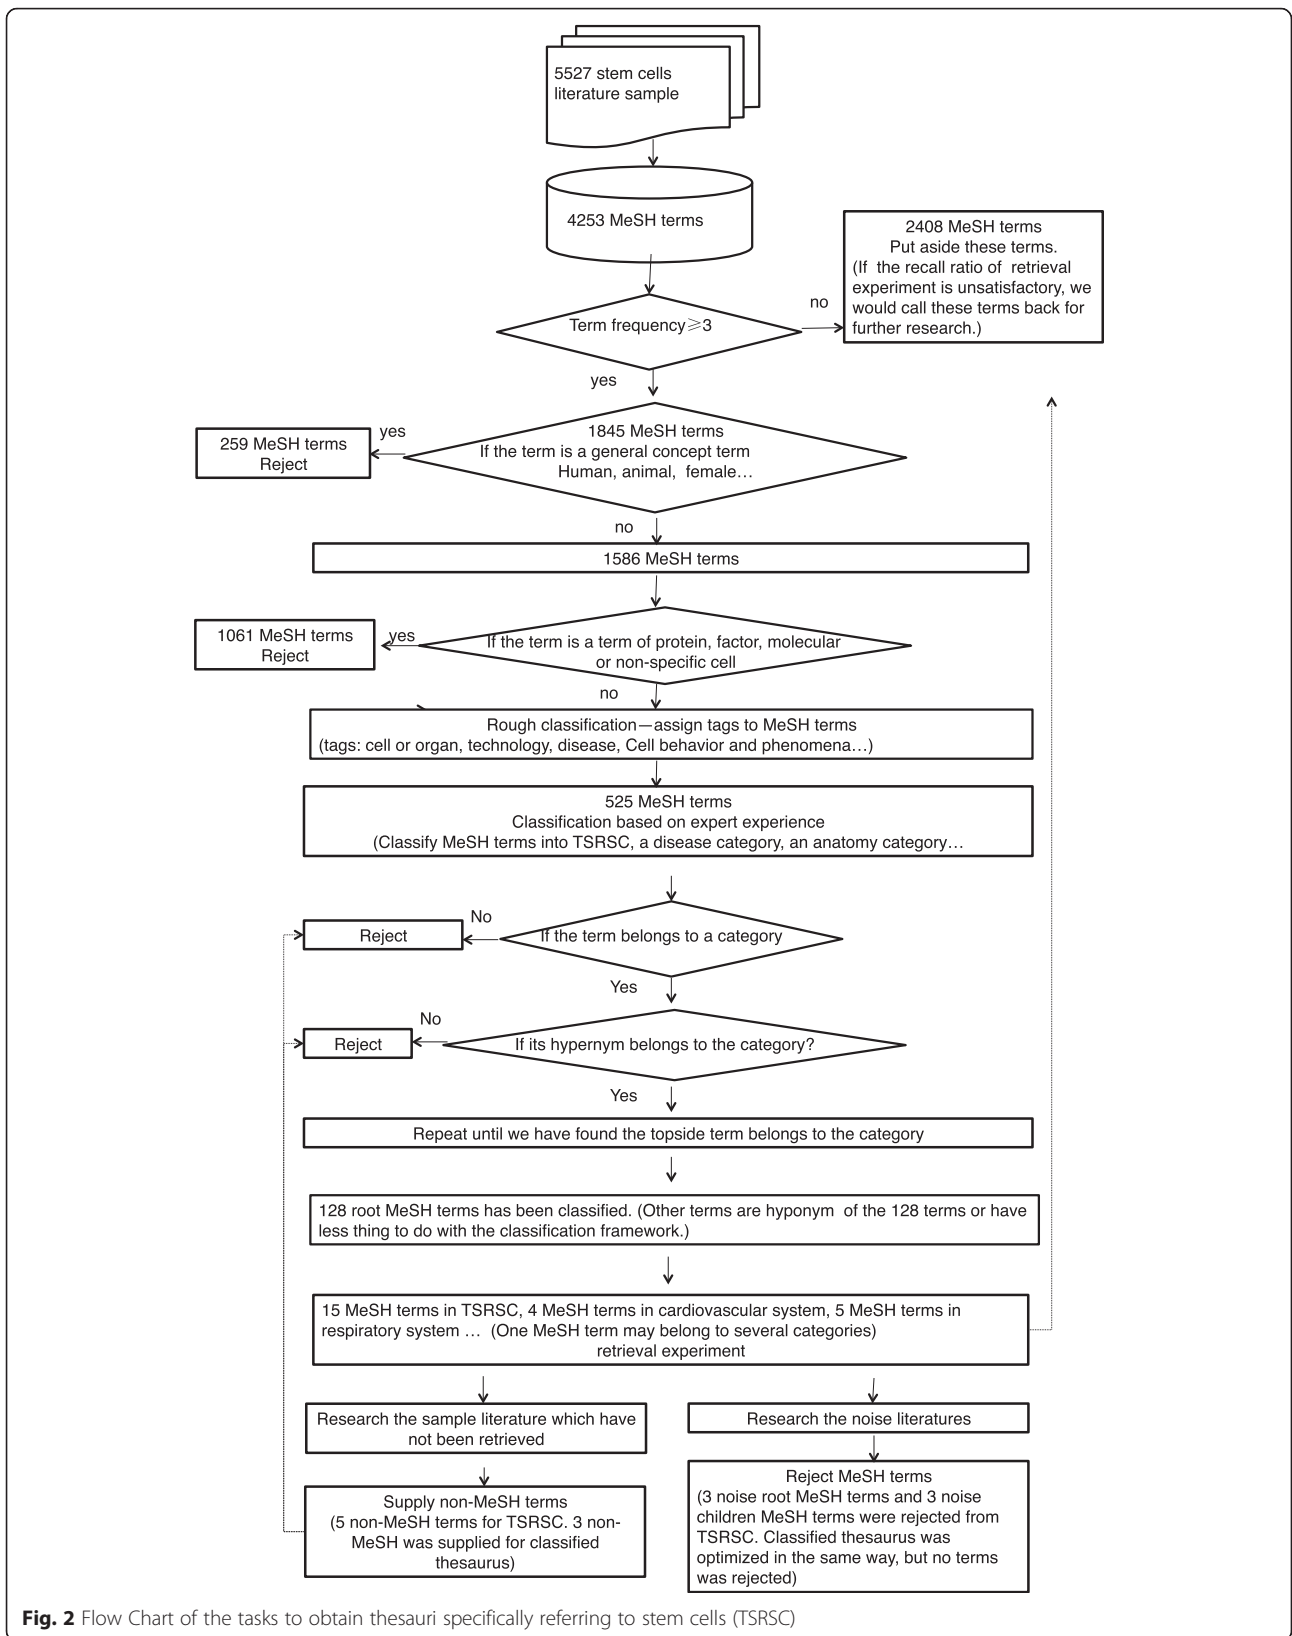 5527 stem cells
literature sample
4253 MeSH terms
2408 MeSH terms
Put aside these terms.
(If the recall ratio of retrieval
experiment is unsatisfactory, we
would call these terms back for
further research.)
no
Term frequency⩾3
yes
1845 MeSH terms
If the term is a general concept term
Human, animal, female…
yes
259 MeSH terms
Reject
no
1586 MeSH terms
If the term is a term of protein, factor, molecular
or non-specific cell
yes
1061 MeSH terms
Reject
no
Rough classification—assign tags to MeSH terms
(tags: cell or organ, technology, disease, Cell behavior and phenomena…)
525 MeSH terms
Classification based on expert experience
(Classify MeSH terms into TSRSC, a disease category, an anatomy category…
No
Reject
If the term belongs to a category
Yes
No
Reject
If its hypernym belongs to the category?
Yes
Repeat until we have found the topside term belongs to the category
128 root MeSH terms has been classified. (Other terms are hyponym of the 128 terms or have
less thing to do with the classification framework.)
15 MeSH terms in TSRSC, 4 MeSH terms in cardiovascular system, 5 MeSH terms in
respiratory system … (One MeSH term may belong to several categories)
retrieval experiment
Research the sample literature which have
not been retrieved
Research the noise literatures
Supply non-MeSH terms
(5 non-MeSH terms for TSRSC. 3 non-
MeSH was supplied for classified
thesaurus)
Reject MeSH terms
(3 noise root MeSH terms and 3 noise
children MeSH terms were rejected from
TSRSC. Classified thesaurus was
optimized in the same way, but no terms
was rejected)
Fig. 2 Flow Chart of the tasks to obtain thesauri specifically referring to stem cells (TSRSC)